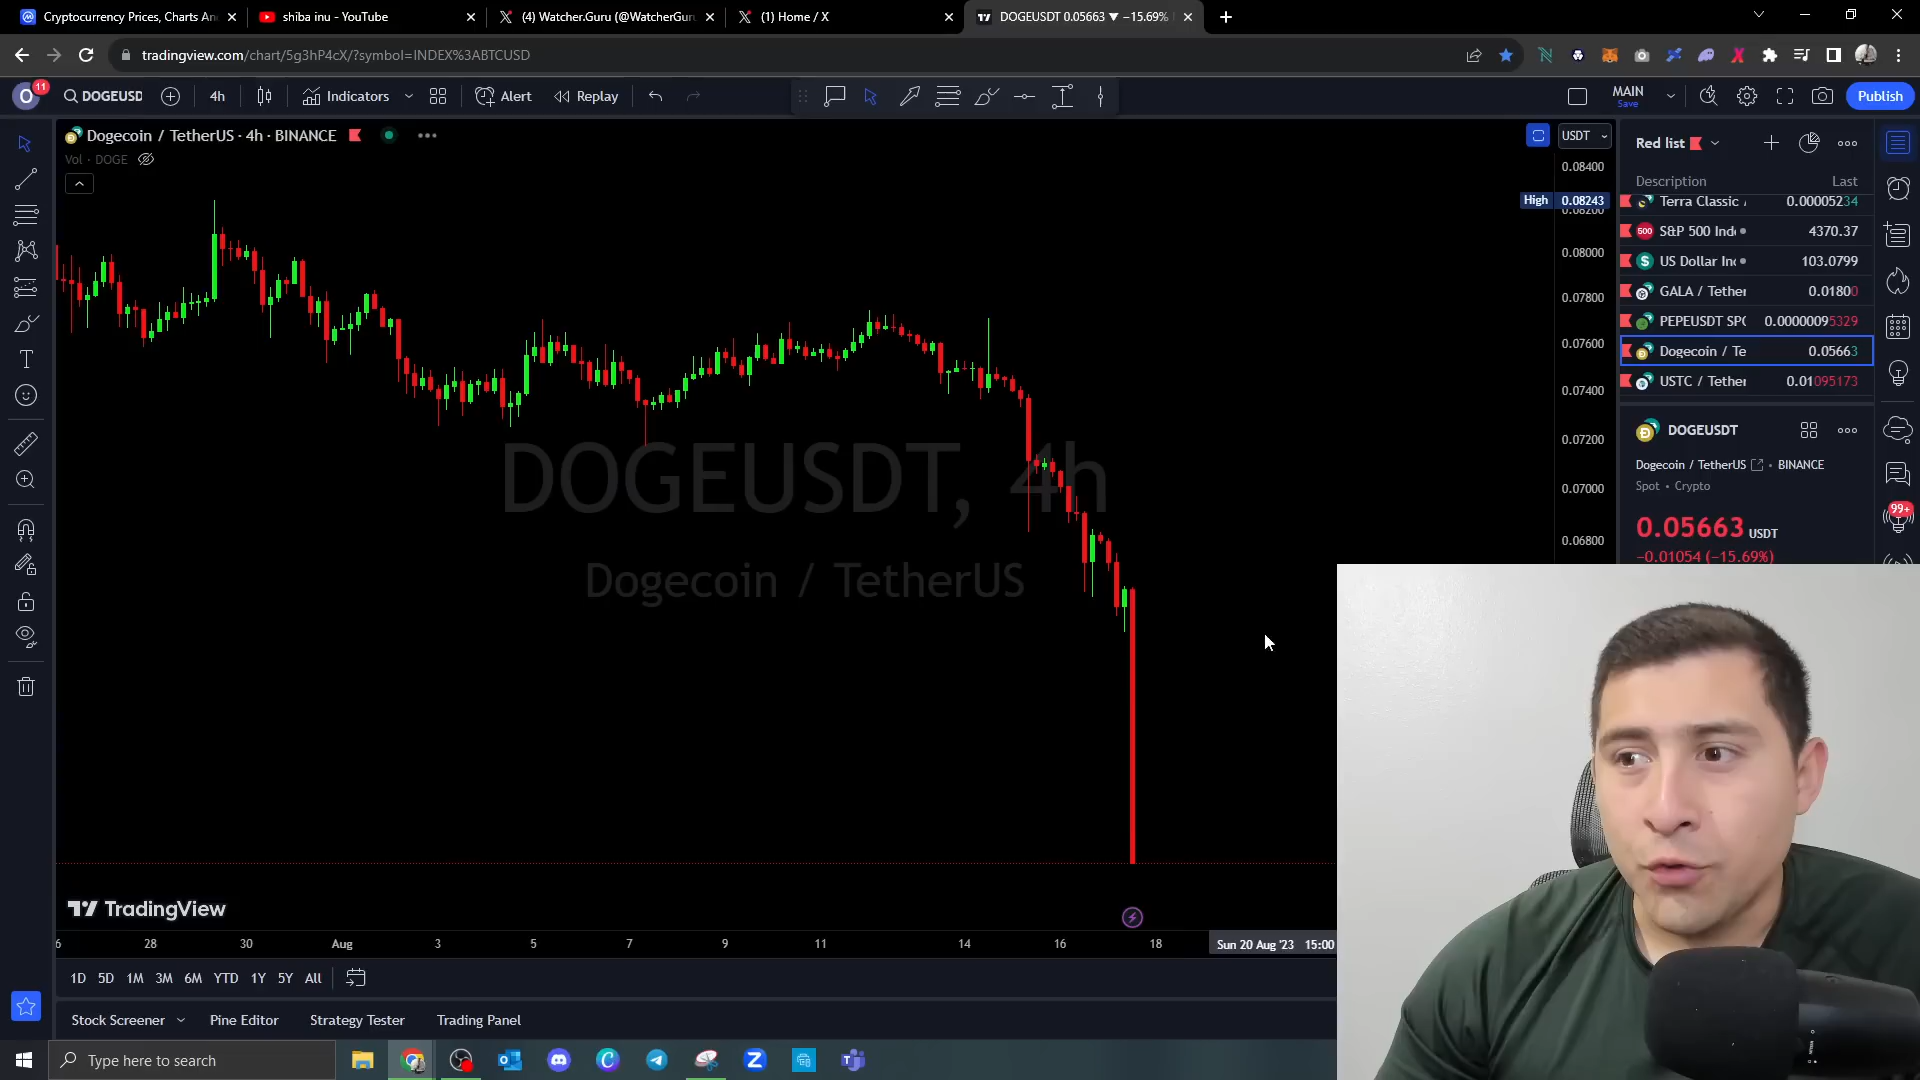 Cryptocurrency Prices, Charts An
shiba inu - YouTube
(4) Watcher.Guru (@WatcherGuru
(1) Home / X
DOGEUSDT 0.05663 ▼ −15.69%
tradingview.com/chart/5g3hP4cX/?symbol=INDEX%3ABTCUSD
O
11
DOGEUSD
4h
Indicators
Alert
Replay
MAIN
Save
Publish
Dogecoin / TetherUS · 4h · BINANCE
Vol · DOGE
USDT
0.08400
High 0.08243
0.08200
0.08000
0.07800
0.07600
0.07400
0.07200
0.07000
0.06800
DOGEUSDT, 4h
Dogecoin / TetherUS
Red list
Description Last
Terra Classic / 0.00005234
S&P 500 Ind 4370.37
US Dollar In 103.0799
GALA / Tether 0.01800
PEPEUSDT SP 0.00000095329
Dogecoin / Te 0.05663
USTC / Tether 0.01095173
DOGEUSDT
Dogecoin / TetherUS • BINANCE
Spot • Crypto
0.05663 USDT
−0.01054 (−15.69%)
99+
TradingView
6 28 30 Aug 3 5 7 9 11 14 16 18 Sun 20 Aug '23 15:00
1D 5D 1M 3M 6M YTD 1Y 5Y All
Stock Screener Pine Editor Strategy Tester Trading Panel
Type here to search